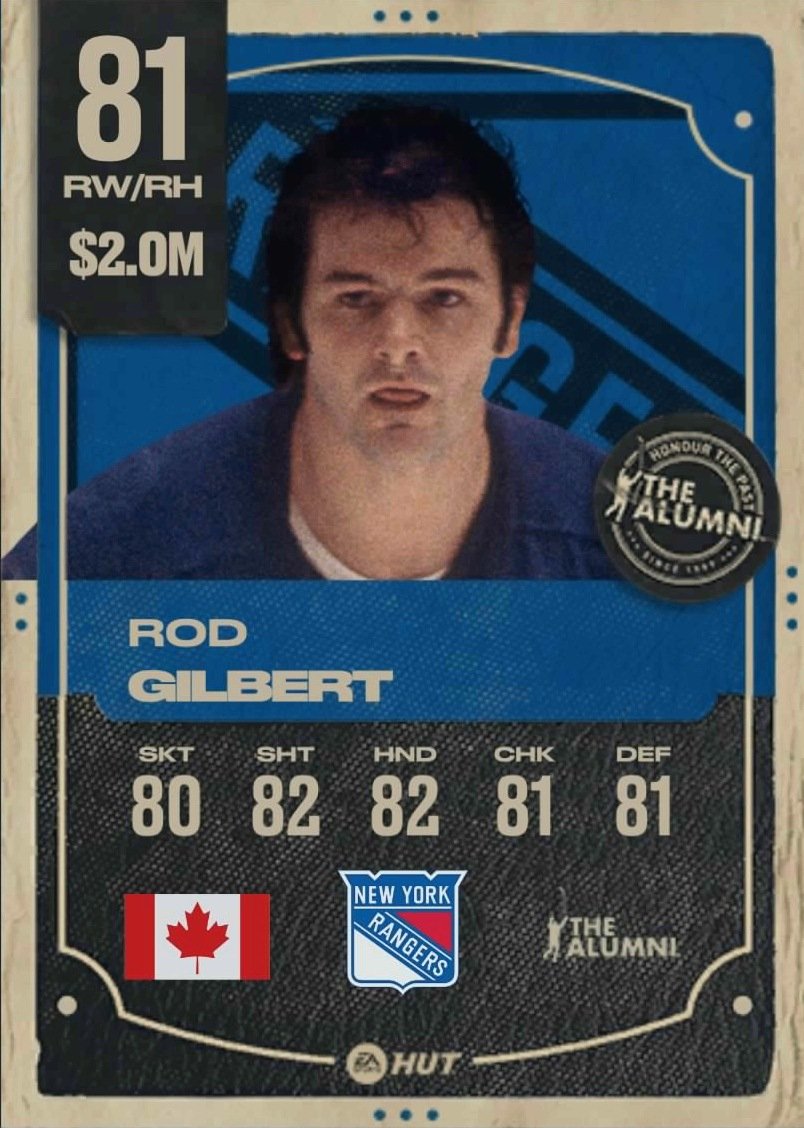 81
RW/RH
$2.0M
HONOUR THE PAST
THE
ALUMNI
ROD
GILBERT
SKT SHT HND CHK DEF
80 82 82 81 81
NEW YORK
RANGERS
THE
ALUMNI
EA
HUT